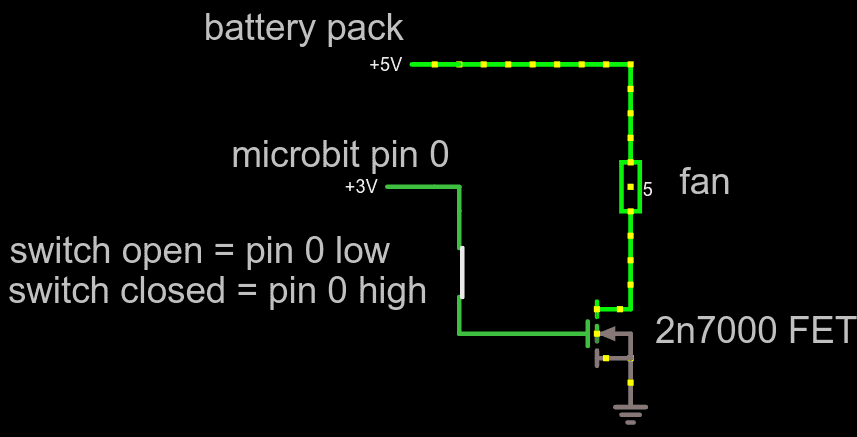 battery pack
+5V
microbit pin 0
+3V
5
fan
switch open = pin 0 low
switch closed = pin 0 high
2n7000 FET